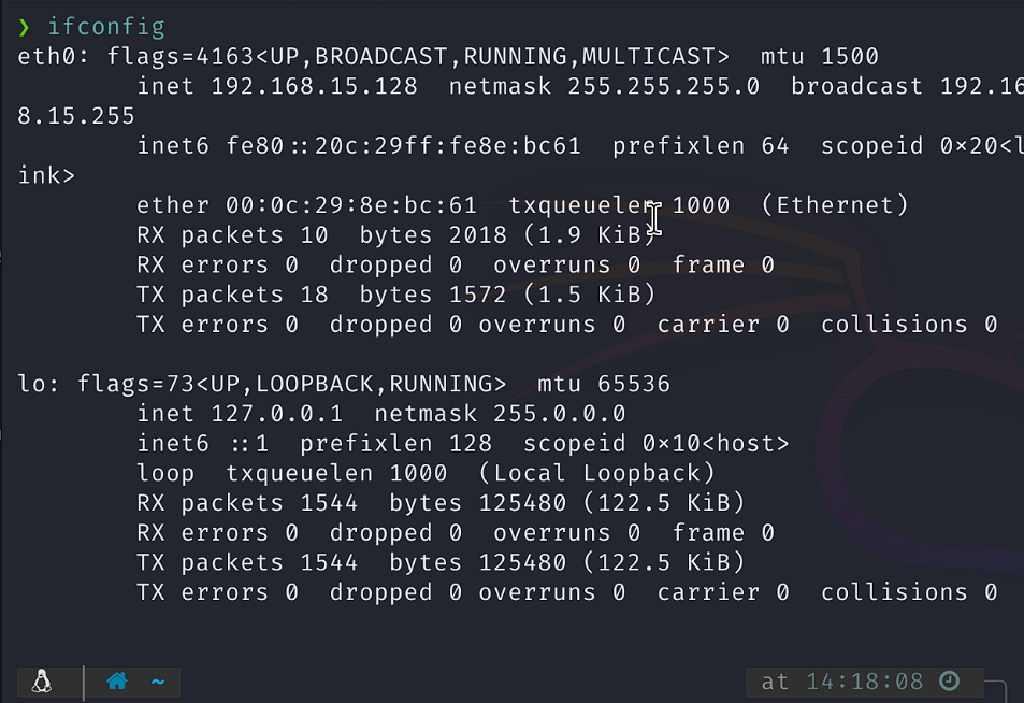 ❯ ifconfig
eth0: flags=4163<UP,BROADCAST,RUNNING,MULTICAST>  mtu 1500
        inet 192.168.15.128  netmask 255.255.255.0  broadcast 192.16
8.15.255
        inet6 fe80::20c:29ff:fe8e:bc61  prefixlen 64  scopeid 0×20<l
ink>
        ether 00:0c:29:8e:bc:61  txqueuelen 1000  (Ethernet)
        RX packets 10  bytes 2018 (1.9 KiB)
        RX errors 0  dropped 0  overruns 0  frame 0
        TX packets 18  bytes 1572 (1.5 KiB)
        TX errors 0  dropped 0 overruns 0  carrier 0  collisions 0
lo: flags=73<UP,LOOPBACK,RUNNING>  mtu 65536
        inet 127.0.0.1  netmask 255.0.0.0
        inet6 ::1  prefixlen 128  scopeid 0×10<host>
        loop  txqueuelen 1000  (Local Loopback)
        RX packets 1544  bytes 125480 (122.5 KiB)
        RX errors 0  dropped 0  overruns 0  frame 0
        TX packets 1544  bytes 125480 (122.5 KiB)
        TX errors 0  dropped 0 overruns 0  carrier 0  collisions 0
~ at 14:18:08